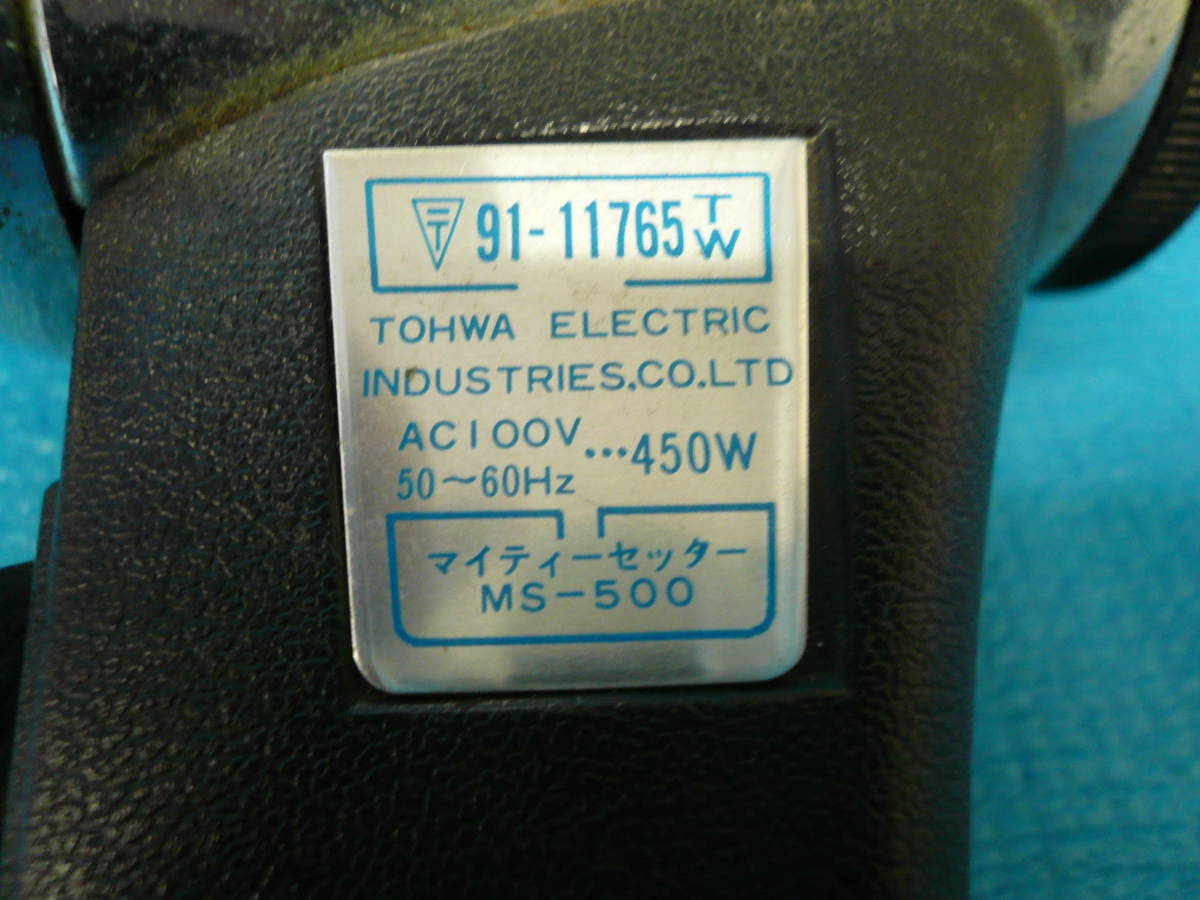 〒 91-11765 TW
TOHWA ELECTRIC
INDUSTRIES.CO.LTD
AC100V
50～60Hz
…450W
マイティーセッター
MS-500